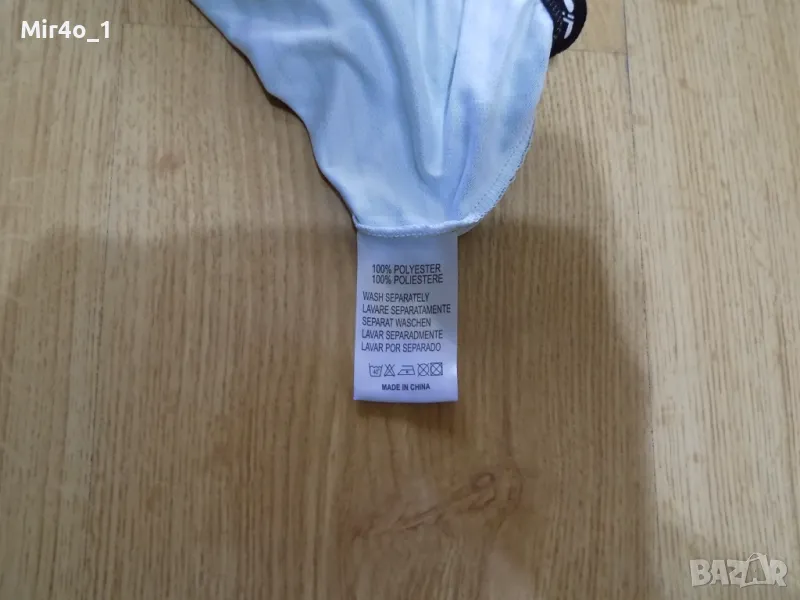 Mir4o_1
100% POLYESTER
100% POLIESTERE
WASH SEPARATELY
LAVARE SEPARATAMENTE
SEPARAT WASCHEN
LAVAR SEPARADMENTE
LAVAR POR SEPARADO
MADE IN CHINA
BAZAR